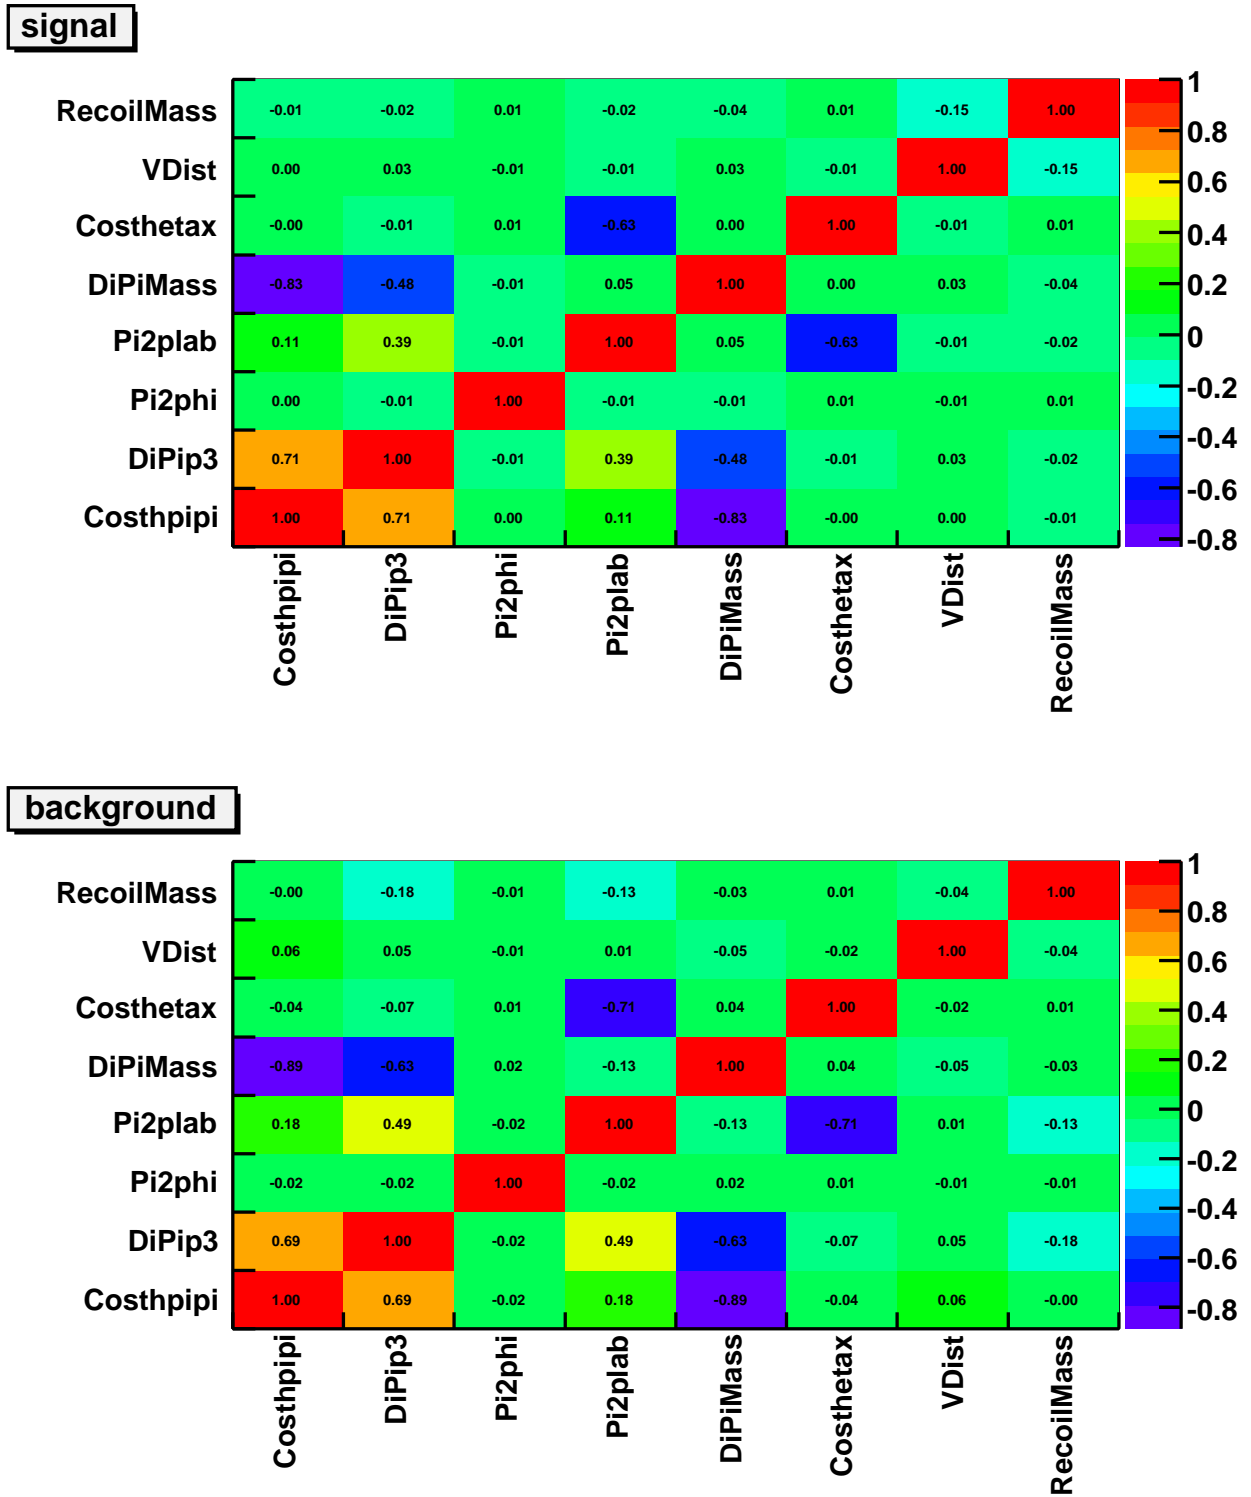 signal
RecoilMass -0.01 -0.02 0.01 -0.02 -0.04 0.01 -0.15 1.00
VDist 0.00 0.03 -0.01 -0.01 0.03 -0.01 1.00 -0.15
Costhetax -0.00 -0.01 0.01 -0.63 0.00 1.00 -0.01 0.01
DiPiMass -0.83 -0.48 -0.01 0.05 1.00 0.00 0.03 -0.04
Pi2plab 0.11 0.39 -0.01 1.00 0.05 -0.63 -0.01 -0.02
Pi2phi 0.00 -0.01 1.00 -0.01 -0.01 0.01 -0.01 0.01
DiPip3 0.71 1.00 -0.01 0.39 -0.48 -0.01 0.03 -0.02
Costhpipi 1.00 0.71 0.00 0.11 -0.83 -0.00 0.00 -0.01
Costhpipi
DiPip3
Pi2phi
Pi2plab
DiPiMass
Costhetax
VDist
RecoilMass
1
0.8
0.6
0.4
0.2
0
-0.2
-0.4
-0.6
-0.8
background
RecoilMass -0.00 -0.18 -0.01 -0.13 -0.03 0.01 -0.04 1.00
VDist 0.06 0.05 -0.01 0.01 -0.05 -0.02 1.00 -0.04
Costhetax -0.04 -0.07 0.01 -0.71 0.04 1.00 -0.02 0.01
DiPiMass -0.89 -0.63 0.02 -0.13 1.00 0.04 -0.05 -0.03
Pi2plab 0.18 0.49 -0.02 1.00 -0.13 -0.71 0.01 -0.13
Pi2phi -0.02 -0.02 1.00 -0.02 0.02 0.01 -0.01 -0.01
DiPip3 0.69 1.00 -0.02 0.49 -0.63 -0.07 0.05 -0.18
Costhpipi 1.00 0.69 -0.02 0.18 -0.89 -0.04 0.06 -0.00
Costhpipi
DiPip3
Pi2phi
Pi2plab
DiPiMass
Costhetax
VDist
RecoilMass
1
0.8
0.6
0.4
0.2
0
-0.2
-0.4
-0.6
-0.8